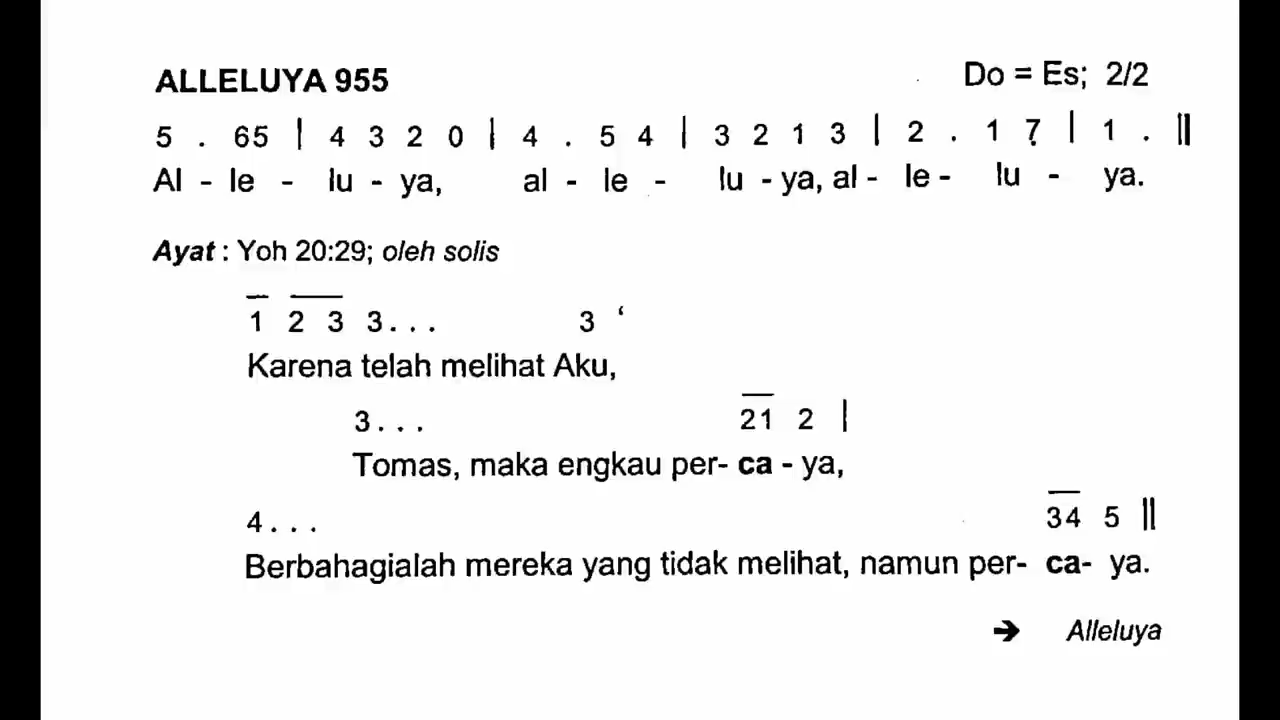 ALLELUYA 955 Do = Es; 2/2
5 . 65 | 4 3 2 0 | 4 . 5 4 | 3 2 1 3 | 2 . 1 7̣ | 1 . ||
Al - le - lu - ya, al - le - lu - ya, al - le - lu - ya.
Ayat : Yoh 20:29; oleh solis
1 2 3 3 . . . 3 ‘
Karena telah melihat Aku,
3 . . . 21 2 |
Tomas, maka engkau per- ca - ya,
4 . . . 34 5 ||
Berbahagialah mereka yang tidak melihat, namun per- ca- ya.
➔ Alleluya